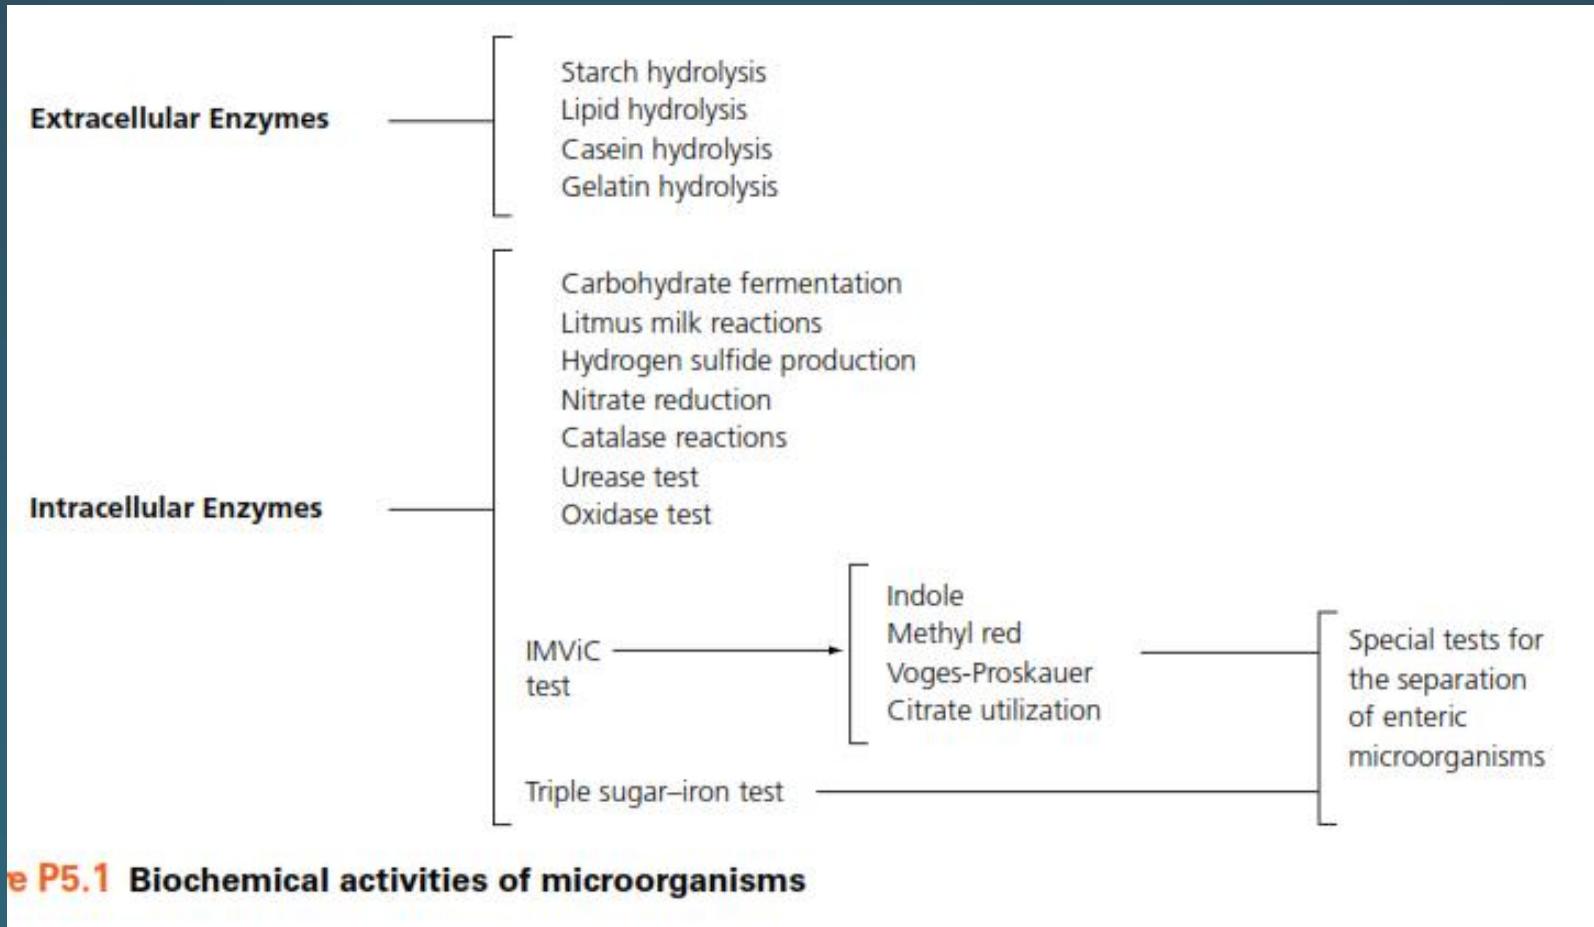 Extracellular Enzymes
Starch hydrolysis
Lipid hydrolysis
Casein hydrolysis
Gelatin hydrolysis
Intracellular Enzymes
Carbohydrate fermentation
Litmus milk reactions
Hydrogen sulfide production
Nitrate reduction
Catalase reactions
Urease test
Oxidase test
IMViC
test
Indole
Methyl red
Voges-Proskauer
Citrate utilization
Triple sugar–iron test
Special tests for
the separation
of enteric
microorganisms
e P5.1 Biochemical activities of microorganisms